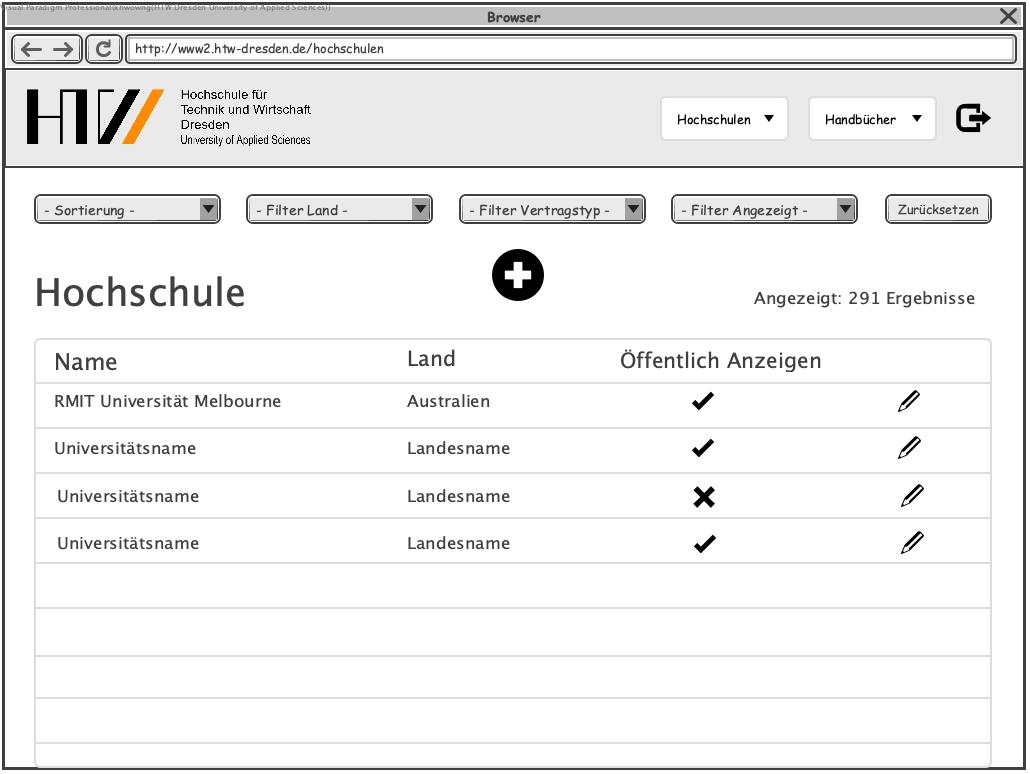 Visual Paradigm Professional(khwowng(HTW Dresden University of Applied Sciences))
Browser
http://www2.htw-dresden.de/hochschulen
HTW
Hochschule für
Technik und Wirtschaft
Dresden
University of Applied Sciences
Hochschulen
Handbücher
- Sortierung -
- Filter Land -
- Filter Vertragstyp -
- Filter Angezeigt -
Zurücksetzen
Hochschule
Angezeigt: 291 Ergebnisse
Name Land Öffentlich Anzeigen
RMIT Universität Melbourne Australien
Universitätsname Landesname
Universitätsname Landesname
Universitätsname Landesname